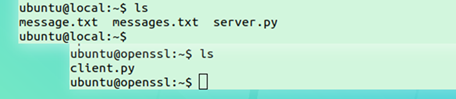 ubuntu@local:~$ ls
message.txt  messages.txt  server.py
ubuntu@local:~$
ubuntu@openssl:~$ ls
client.py
ubuntu@openssl:~$